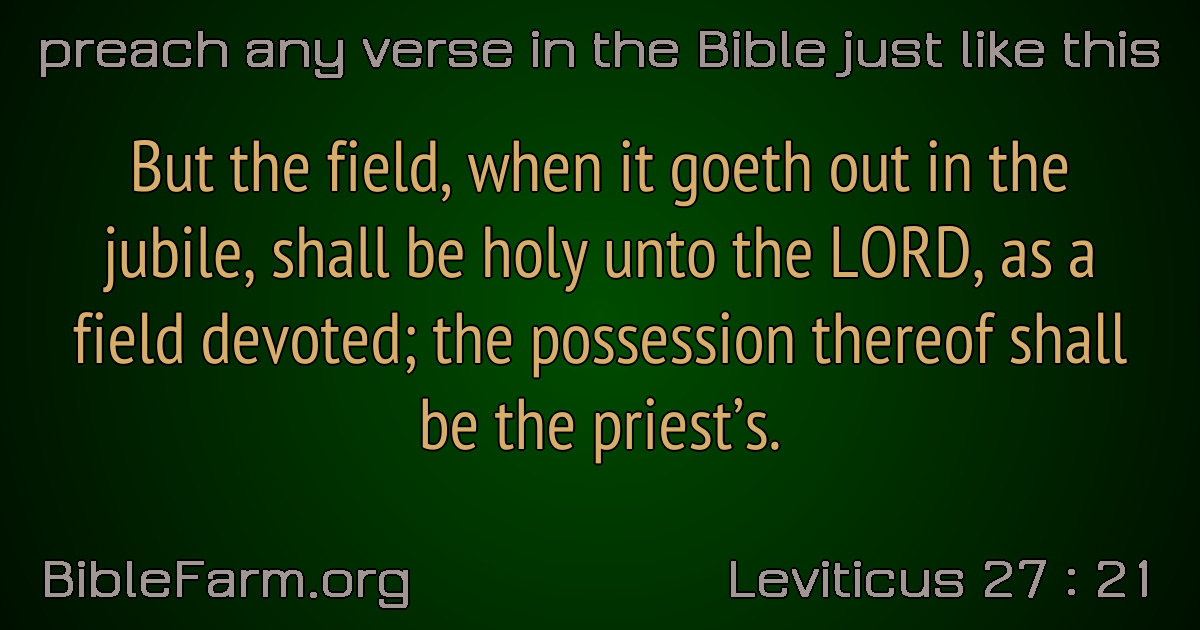 preach any verse in the Bible just like this
But the field, when it goeth out in the
jubile, shall be holy unto the LORD, as a
field devoted; the possession thereof shall
be the priest’s.
BibleFarm.org
Leviticus 27 : 21